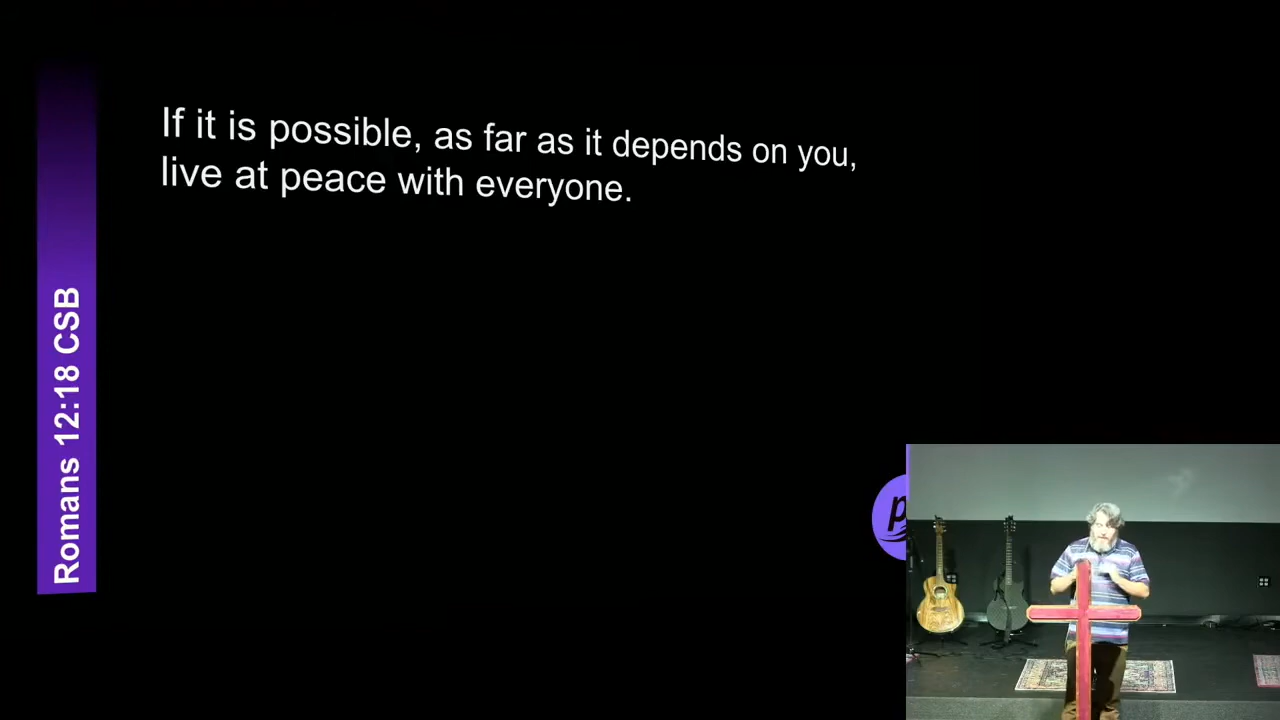 If it is possible, as far as it depends on you,
live at peace with everyone.
Romans 12:18 CSB
p